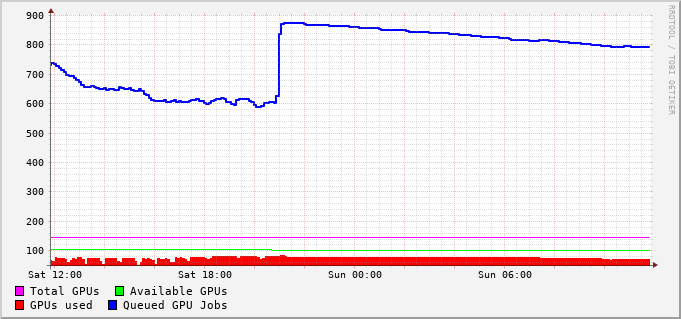 900
800
700
600
500
400
300
200
100
Sat 12:00 Sat 18:00 Sun 00:00 Sun 06:00
Total GPUs Available GPUs
GPUs used Queued GPU Jobs
RRDTOOL / TOBI OETIKER